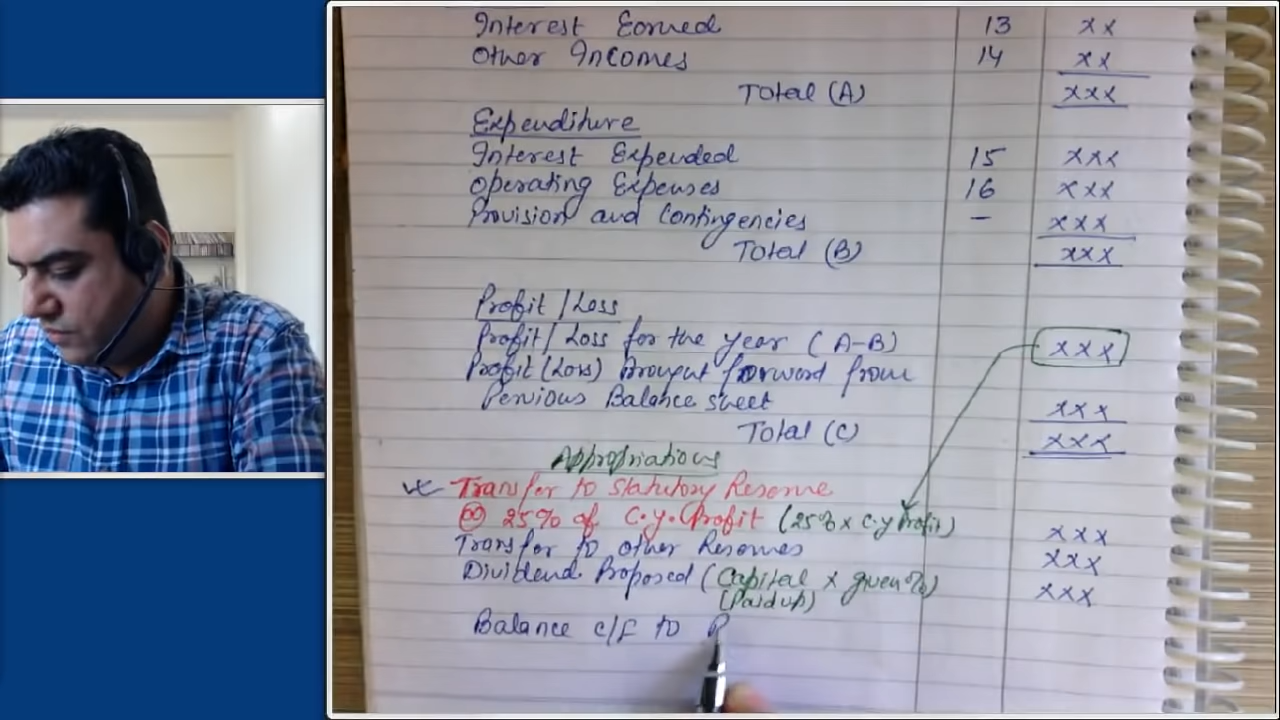 Interest Earned 13 xx
Other Incomes 14 xx
Total (A) xxx
Expenditure
Interest Expended 15 xxx
Operating Expenses 16 xxx
Provision and Contingencies — xxx
Total (B) xxx
Profit/Loss
Profit/Loss for the year (A-B) xxx
Profit (Loss) Brought forward from
Pervious Balance sheet xxx
Total (C) xxx
Appropriations
Transfer to Statutory Reserve
@ 25% of C.y. Profit (25% x C.y Profit) xxx
Transfer to other Reserves xxx
Dividend Proposed (Capital x given%) xxx
(Paid up)
Balance c/f to B